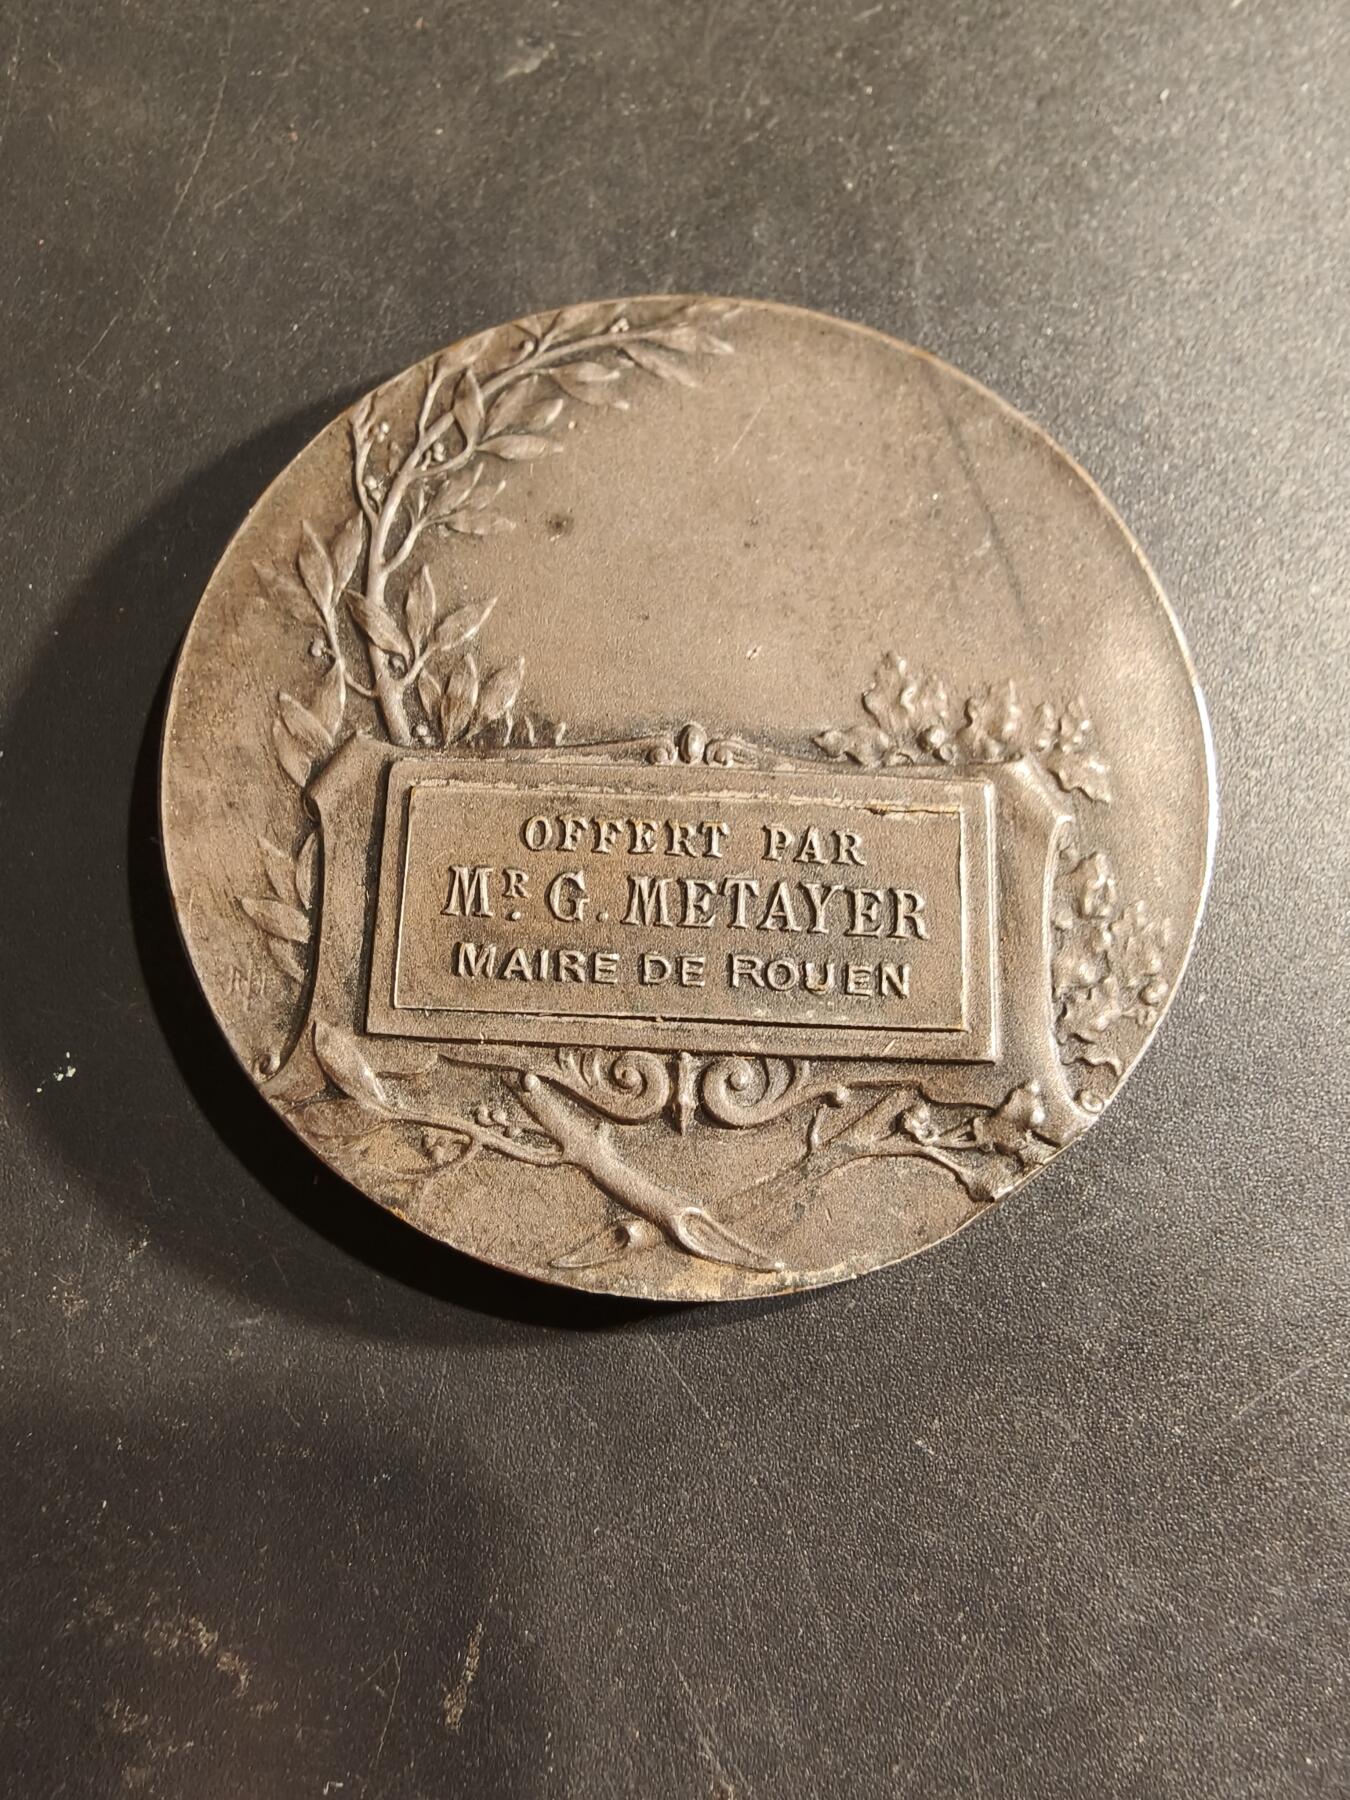 OFFERT PAR
MR. G. METAYER
MAIRE DE ROUEN